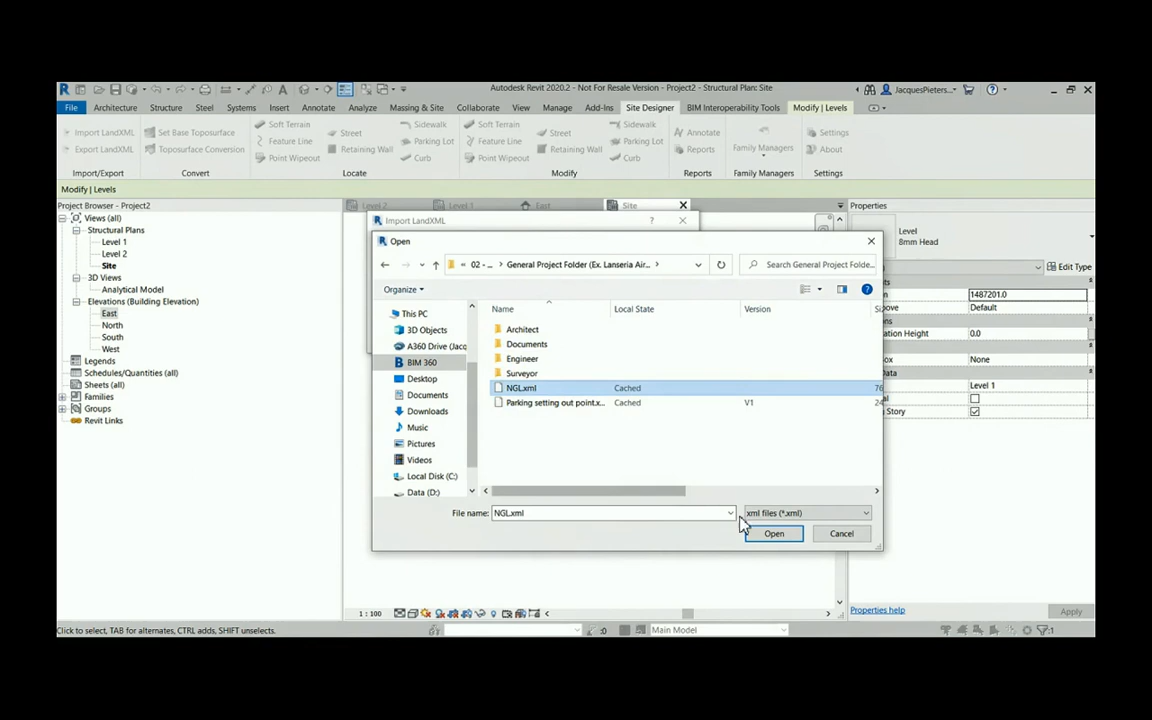 Autodesk Revit 2020.2 - Not For Resale Version - Project2 - Structural Plan: Site
JacquesPieters...
File Architecture Structure Steel Systems Insert Annotate Analyze Massing & Site Collaborate View Manage Add-Ins Site Designer BIM Interoperability Tools Modify | Levels
Import LandXML Set Base Toposurface Soft Terrain Street Sidewalk Soft Terrain Street Sidewalk Annotate Settings
Export LandXML Toposurface Conversion Feature Line Retaining Wall Parking Lot Feature Line Retaining Wall Parking Lot Reports Family Managers About
Point Wipeout Curb Point Wipeout Curb
Import/Export Convert Locate Modify Reports Family Managers Settings
Modify | Levels
Project Browser - Project2
Level 2 Level 1 East Site
Properties
Views (all)
Structural Plans
Level 1
Level 2
Site
3D Views
Analytical Model
Elevations (Building Elevation)
East
North
South
West
Legends
Schedules/Quantities (all)
Sheets (all)
Families
Groups
Revit Links
Import LandXML
Open
« 02 - ... › General Project Folder (Ex. Lanseria Air... ›
Search General Project Folde...
Organize
Name Local State Version
This PC
3D Objects
A360 Drive (Jacq
BIM 360
Desktop
Documents
Downloads
Music
Pictures
Videos
Local Disk (C:)
Data (D:)
Architect
Documents
Engineer
Surveyor
NGL.xml Cached 76
Parking setting out point.x... Cached V1 24
File name: NGL.xml
xml files (*.xml)
Open Cancel
Level
8mm Head
Edit Type
1487201.0
Default
0.0
None
Level 1
Properties help
Apply
1 : 100
Click to select, TAB for alternates, CTRL adds, SHIFT unselects.
:0
Main Model
:1